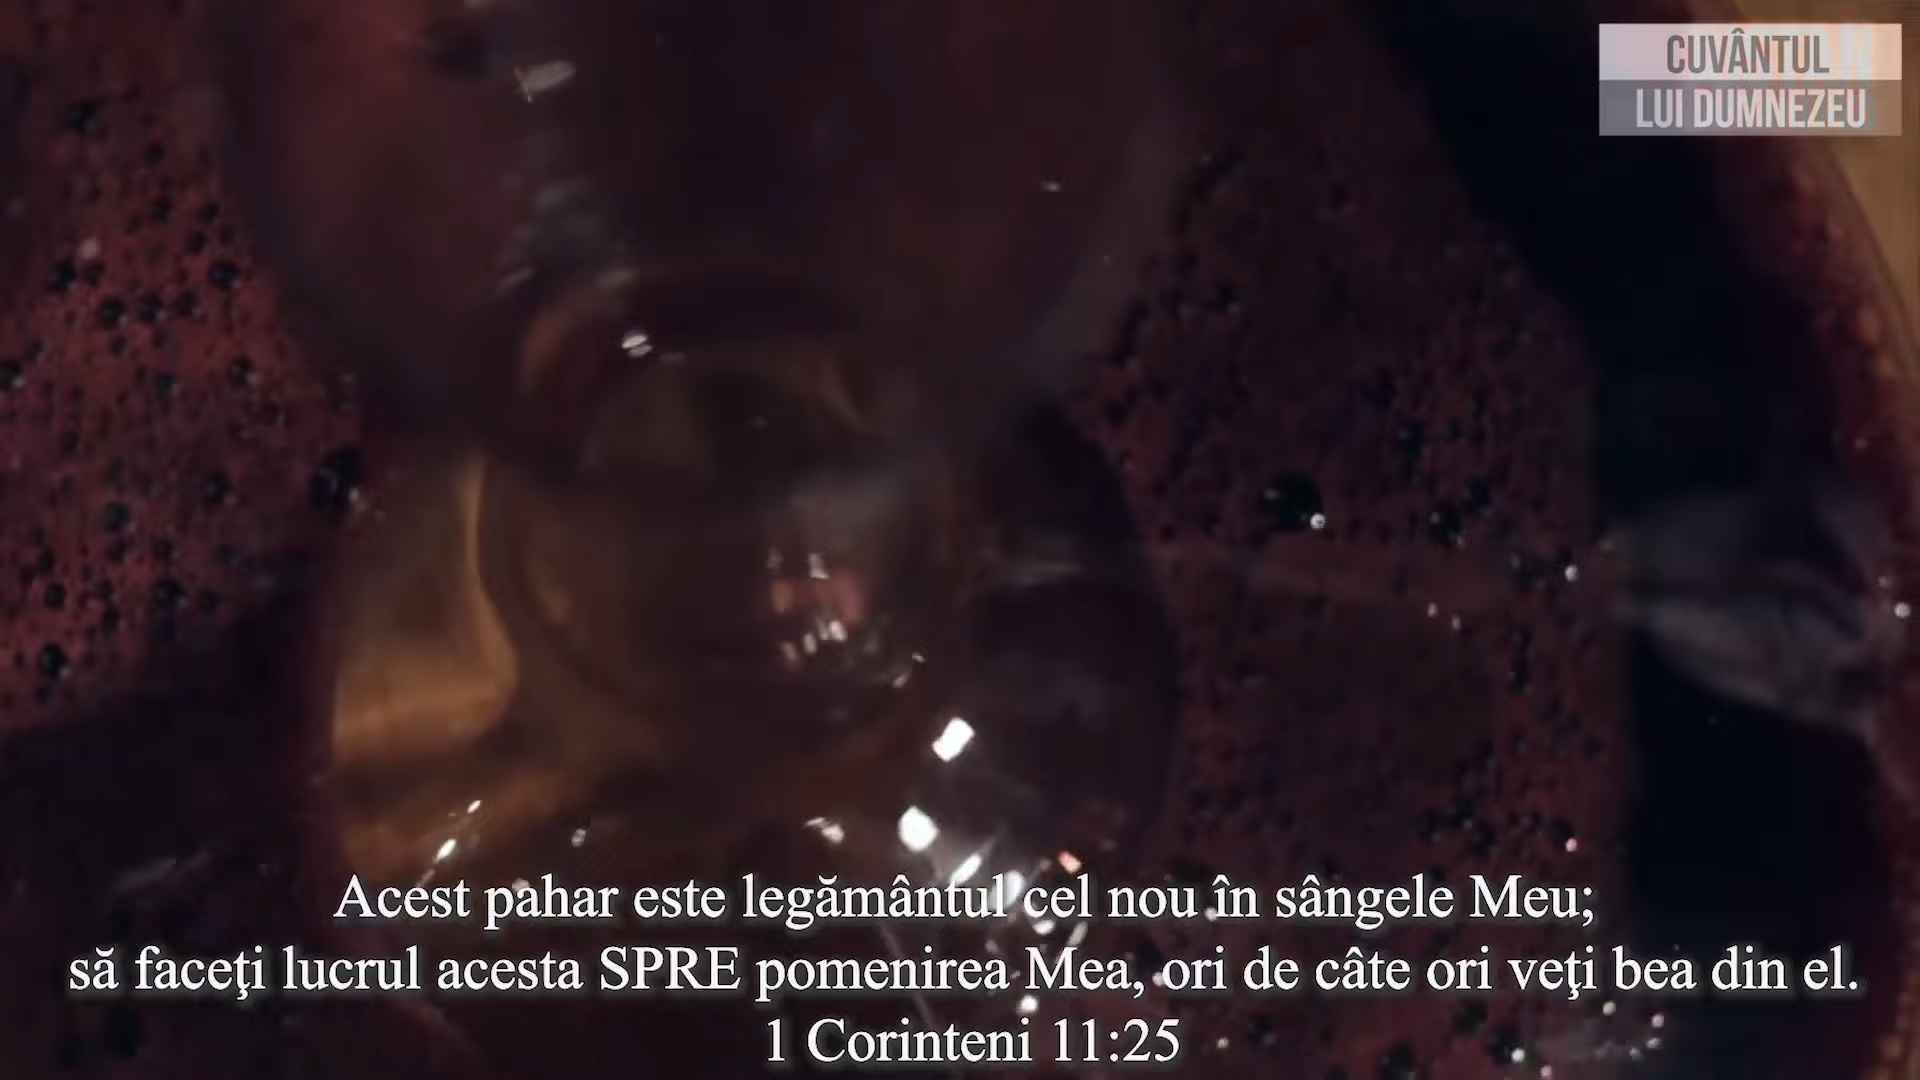 CUVÂNTUL
LUI DUMNEZEU
Acest pahar este legământul cel nou în sângele Meu;
să faceţi lucrul acesta SPRE pomenirea Mea, ori de câte ori veţi bea din el.
1 Corinteni 11:25